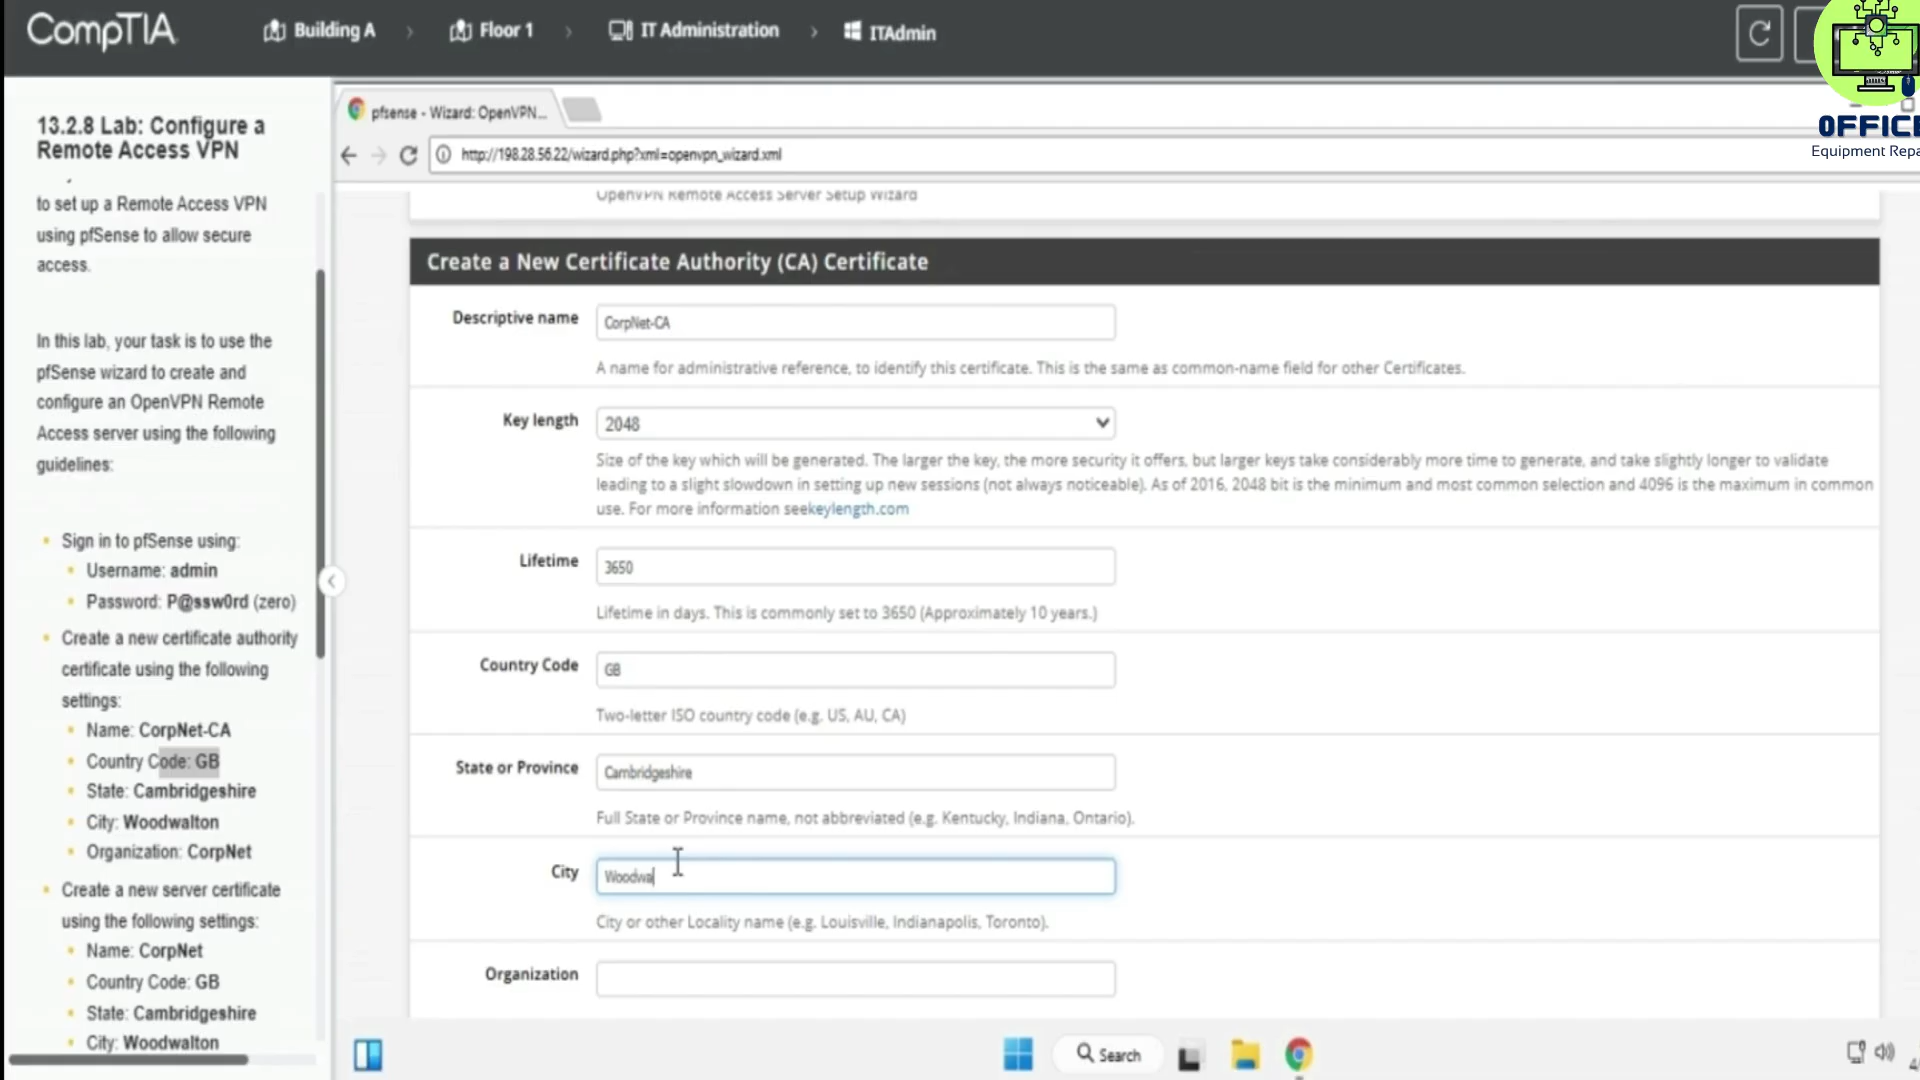 CompTIA
Building A
Floor 1
IT Administration
ITAdmin
OFFICE
Equipment Repa
13.2.8 Lab: Configure a
Remote Access VPN
to set up a Remote Access VPN
using pfSense to allow secure
access.
In this lab, your task is to use the
pfSense wizard to create and
configure an OpenVPN Remote
Access server using the following
guidelines:
Sign in to pfSense using:
Username: admin
Password: P@ssw0rd (zero)
Create a new certificate authority
certificate using the following
settings:
Name: CorpNet-CA
Country Code: GB
State: Cambridgeshire
City: Woodwalton
Organization: CorpNet
Create a new server certificate
using the following settings:
Name: CorpNet
Country Code: GB
State: Cambridgeshire
City: Woodwalton
pfsense - Wizard: OpenVPN...
http://198.28.56.22/wizard.php?xml=openvpn_wizard.xml
OpenVPN Remote Access Server Setup Wizard
Create a New Certificate Authority (CA) Certificate
Descriptive name
CorpNet-CA
A name for administrative reference, to identify this certificate. This is the same as common-name field for other Certificates.
Key length
2048
Size of the key which will be generated. The larger the key, the more security it offers, but larger keys take considerably more time to generate, and take slightly longer to validate
leading to a slight slowdown in setting up new sessions (not always noticeable). As of 2016, 2048 bit is the minimum and most common selection and 4096 is the maximum in common
use. For more information seekeylength.com
Lifetime
3650
Lifetime in days. This is commonly set to 3650 (Approximately 10 years.)
Country Code
GB
Two-letter ISO country code (e.g. US, AU, CA)
State or Province
Cambridgeshire
Full State or Province name, not abbreviated (e.g. Kentucky, Indiana, Ontario).
City
Woodwa
City or other Locality name (e.g. Louisville, Indianapolis, Toronto).
Organization
Search